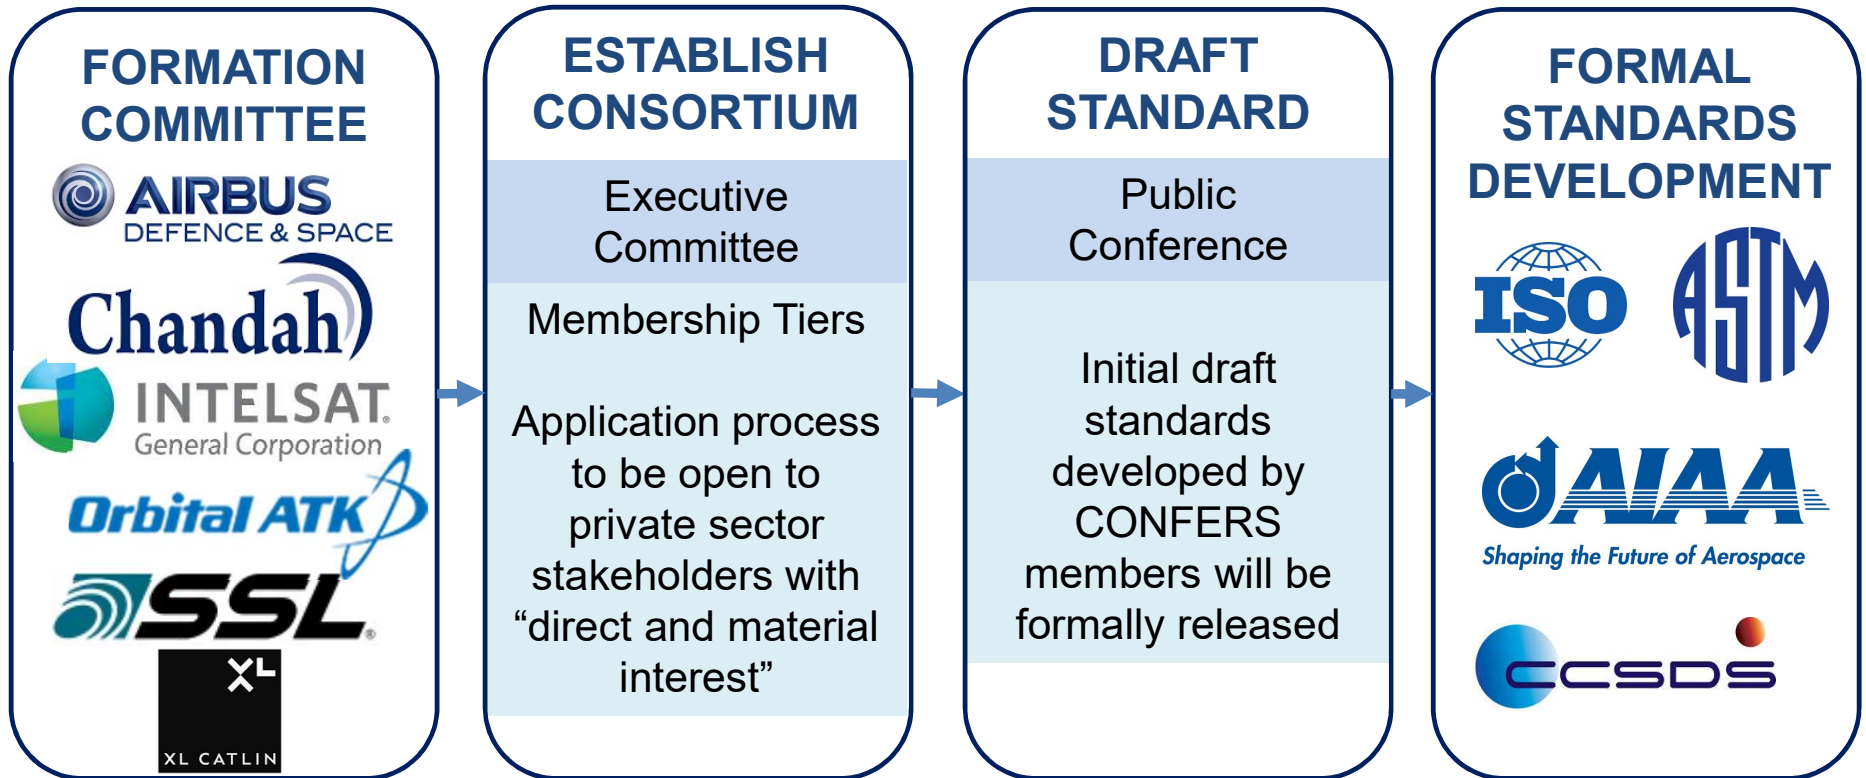 FORMATION
COMMITTEE
AIRBUS
DEFENCE & SPACE
Chandah
INTELSAT.
General Corporation
Orbital ATK
SSL®
XL
XL CATLIN
ESTABLISH
CONSORTIUM
Executive
Committee
Membership Tiers
Application process
to be open to
private sector
stakeholders with
“direct and material
interest”
DRAFT
STANDARD
Public
Conference
Initial draft
standards
developed by
CONFERS
members will be
formally released
FORMAL
STANDARDS
DEVELOPMENT
ISO
ASTM
AIAA
Shaping the Future of Aerospace
CCSDS